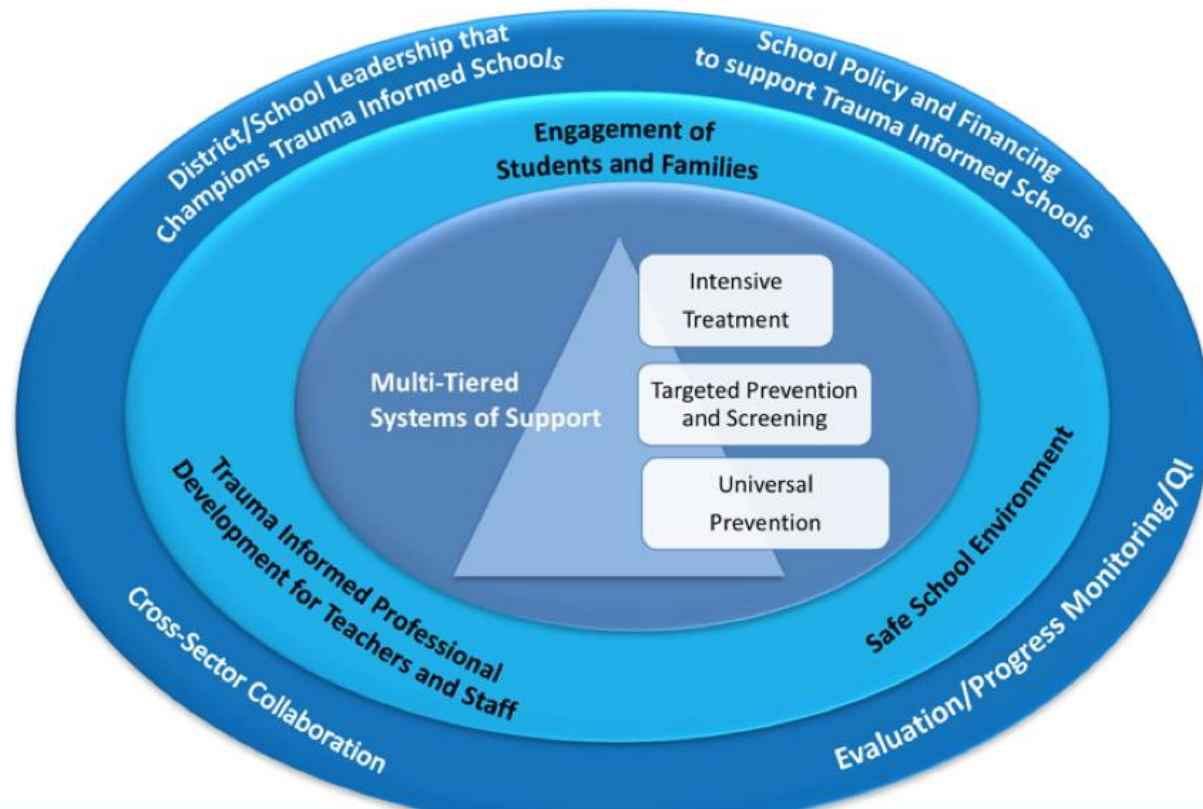 District/School Leadership that
Champions Trauma Informed Schools
School Policy and Financing
to support Trauma Informed Schools
Engagement of
Students and Families
Intensive
Treatment
Multi-Tiered
Systems of Support
Targeted Prevention
and Screening
Universal
Prevention
Trauma Informed Professional
Development for Teachers and Staff
Safe School Environment
Cross-Sector Collaboration
Evaluation/Progress Monitoring/QI